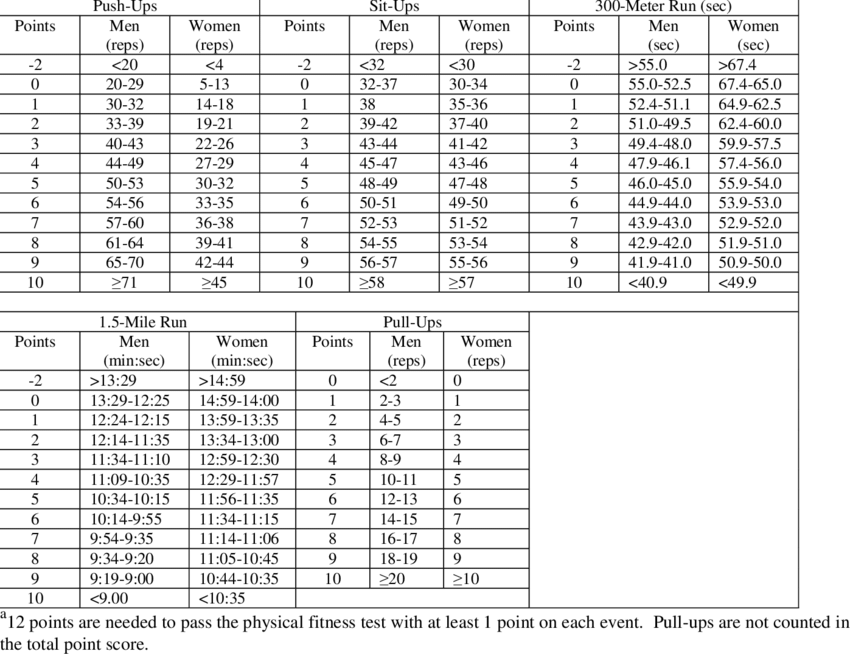 Push-Ups Sit-Ups 300-Meter Run (sec)
Points Men Women Points Men Women Points Men Women
(reps) (reps) (reps) (reps) (sec) (sec)
-2 <20 <4 -2 <32 <30 -2 >55.0 >67.4
0 20-29 5-13 0 32-37 30-34 0 55.0-52.5 67.4-65.0
1 30-32 14-18 1 38 35-36 1 52.4-51.1 64.9-62.5
2 33-39 19-21 2 39-42 37-40 2 51.0-49.5 62.4-60.0
3 40-43 22-26 3 43-44 41-42 3 49.4-48.0 59.9-57.5
4 44-49 27-29 4 45-47 43-46 4 47.9-46.1 57.4-56.0
5 50-53 30-32 5 48-49 47-48 5 46.0-45.0 55.9-54.0
6 54-56 33-35 6 50-51 49-50 6 44.9-44.0 53.9-53.0
7 57-60 36-38 7 52-53 51-52 7 43.9-43.0 52.9-52.0
8 61-64 39-41 8 54-55 53-54 8 42.9-42.0 51.9-51.0
9 65-70 42-44 9 56-57 55-56 9 41.9-41.0 50.9-50.0
10 ≥71 ≥45 10 ≥58 ≥57 10 <40.9 <49.9
1.5-Mile Run Pull-Ups
Points Men Women Points Men Women
(min:sec) (min:sec) (reps) (reps)
-2 >13:29 >14:59 0 <2 0
0 13:29-12:25 14:59-14:00 1 2-3 1
1 12:24-12:15 13:59-13:35 2 4-5 2
2 12:14-11:35 13:34-13:00 3 6-7 3
3 11:34-11:10 12:59-12:30 4 8-9 4
4 11:09-10:35 12:29-11:57 5 10-11 5
5 10:34-10:15 11:56-11:35 6 12-13 6
6 10:14-9:55 11:34-11:15 7 14-15 7
7 9:54-9:35 11:14-11:06 8 16-17 8
8 9:34-9:20 11:05-10:45 9 18-19 9
9 9:19-9:00 10:44-10:35 10 ≥20 ≥10
10 <9.00 <10:35
a12 points are needed to pass the physical fitness test with at least 1 point on each event. Pull-ups are not counted in
the total point score.